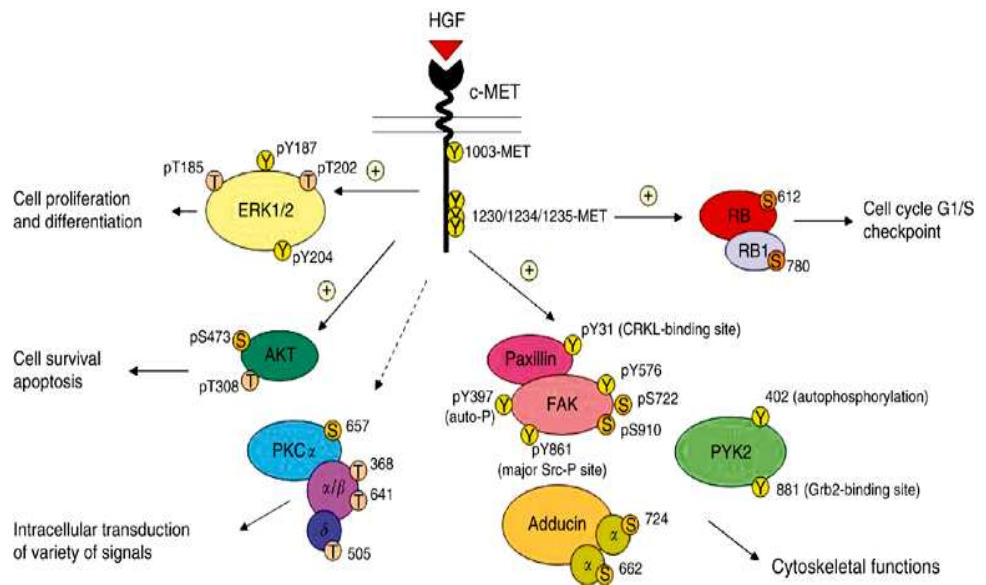 HGF
c-MET
Y 1003-MET
pY187
Y
pT185
T
pT202
T
+
Cell proliferation
and differentiation
ERK1/2
Y
pY204
Y
Y
Y
1230/1234/1235-MET
+
RB
S
612
RB1
S
780
Cell cycle G1/S
checkpoint
+
+
pS473
S
AKT
T
pT308
Cell survival
apoptosis
pY31 (CRKL-binding site)
Y
Paxillin
pY576
Y
pY397
(auto-P)
Y
FAK
S
pS722
S
pS910
Y
pY861
(major Src-P site)
402 (autophosphorylation)
Y
PYK2
Y
881 (Grb2-binding site)
S
657
PKCα
T
368
α/β
T
641
δ
T
505
Intracellular transduction
of variety of signals
Adducin
α
S
724
α
S
662
Cytoskeletal functions